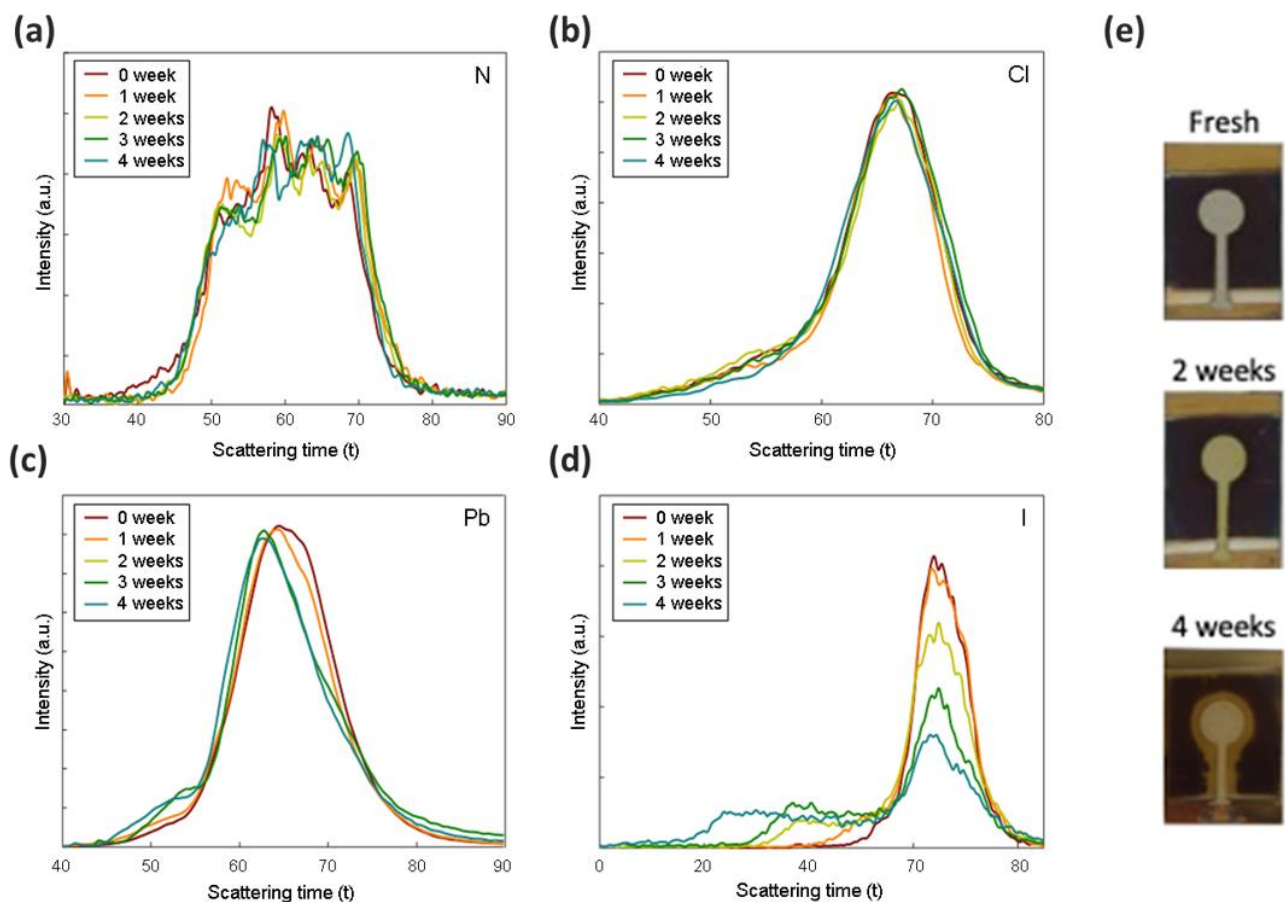 (a)
N
0 week
1 week
2 weeks
3 weeks
4 weeks
Intensity (a.u.)
30 40 50 60 70 80 90
Scattering time (t)
(b)
Cl
0 week
1 week
2 weeks
3 weeks
4 weeks
Intensity (a.u.)
40 50 60 70 80
Scattering time (t)
(c)
Pb
0 week
1 week
2 weeks
3 weeks
4 weeks
Intensity (a.u.)
40 50 60 70 90
Scattering time (t)
(d)
I
0 week
1 week
2 weeks
3 weeks
4 weeks
Intensity (a.u.)
0 20 40 70 80
Scattering time (t)
(e)
Fresh
2 weeks
4 weeks